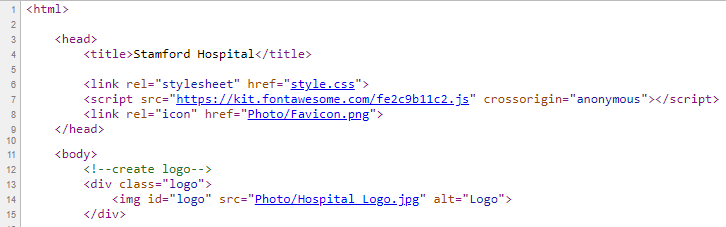 1 <html>
2
3 <head>
4 <title>Stamford Hospital</title>
5
6 <link rel="stylesheet" href="style.css">
7 <script src="https://kit.fontawesome.com/fe2c9b11c2.js" crossorigin="anonymous"></script>
8 <link rel="icon" href="Photo/Favicon.png">
9 </head>
10
11 <body>
12 <!--create logo-->
13 <div class="logo">
14 <img id="logo" src="Photo/Hospital Logo.jpg" alt="Logo">
15 </div>